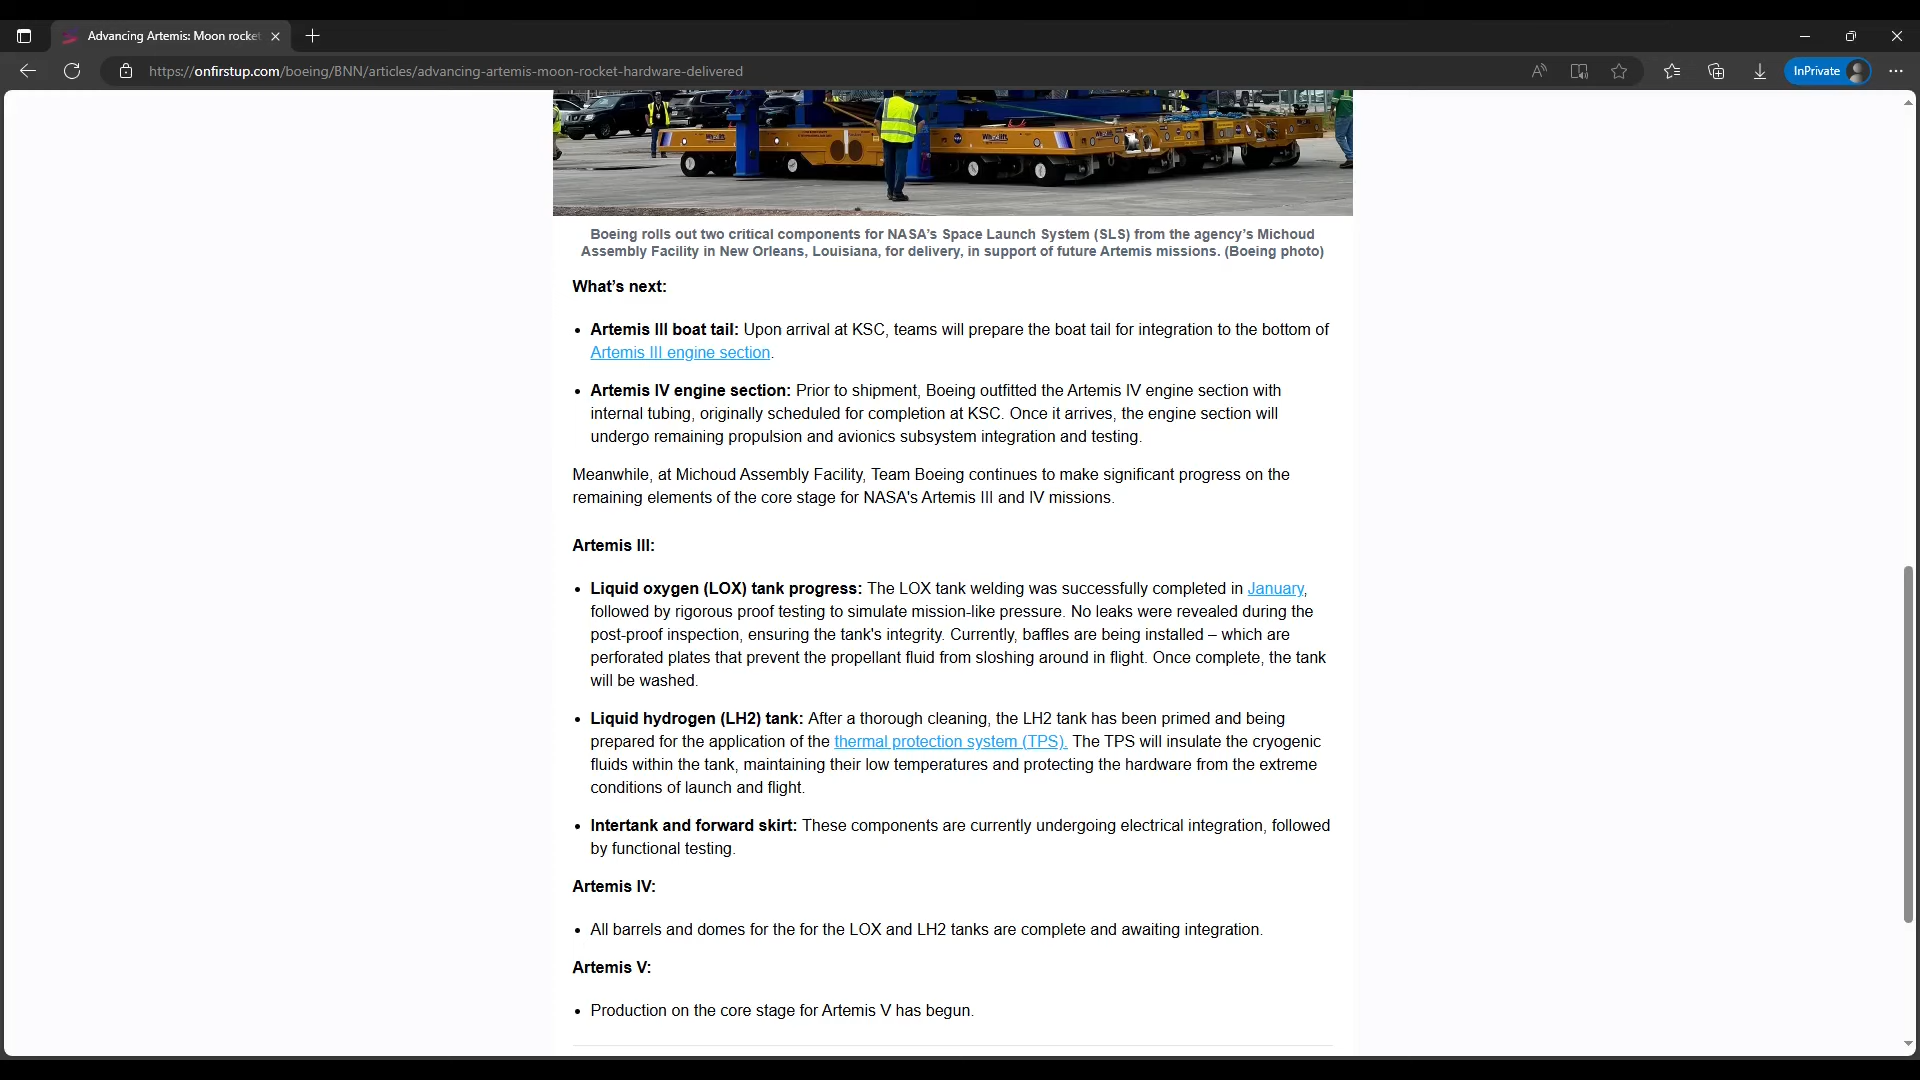 Advancing Artemis: Moon rocket
https://onfirstup.com/boeing/BNN/articles/advancing-artemis-moon-rocket-hardware-delivered
InPrivate
Boeing rolls out two critical components for NASA’s Space Launch System (SLS) from the agency’s Michoud
Assembly Facility in New Orleans, Louisiana, for delivery, in support of future Artemis missions. (Boeing photo)
What’s next:
• Artemis III boat tail: Upon arrival at KSC, teams will prepare the boat tail for integration to the bottom of
Artemis III engine section.
• Artemis IV engine section: Prior to shipment, Boeing outfitted the Artemis IV engine section with
internal tubing, originally scheduled for completion at KSC. Once it arrives, the engine section will
undergo remaining propulsion and avionics subsystem integration and testing.
Meanwhile, at Michoud Assembly Facility, Team Boeing continues to make significant progress on the
remaining elements of the core stage for NASA's Artemis III and IV missions.
Artemis III:
• Liquid oxygen (LOX) tank progress: The LOX tank welding was successfully completed in January,
followed by rigorous proof testing to simulate mission-like pressure. No leaks were revealed during the
post-proof inspection, ensuring the tank's integrity. Currently, baffles are being installed – which are
perforated plates that prevent the propellant fluid from sloshing around in flight. Once complete, the tank
will be washed.
• Liquid hydrogen (LH2) tank: After a thorough cleaning, the LH2 tank has been primed and being
prepared for the application of the thermal protection system (TPS). The TPS will insulate the cryogenic
fluids within the tank, maintaining their low temperatures and protecting the hardware from the extreme
conditions of launch and flight.
• Intertank and forward skirt: These components are currently undergoing electrical integration, followed
by functional testing.
Artemis IV:
• All barrels and domes for the for the LOX and LH2 tanks are complete and awaiting integration.
Artemis V:
• Production on the core stage for Artemis V has begun.